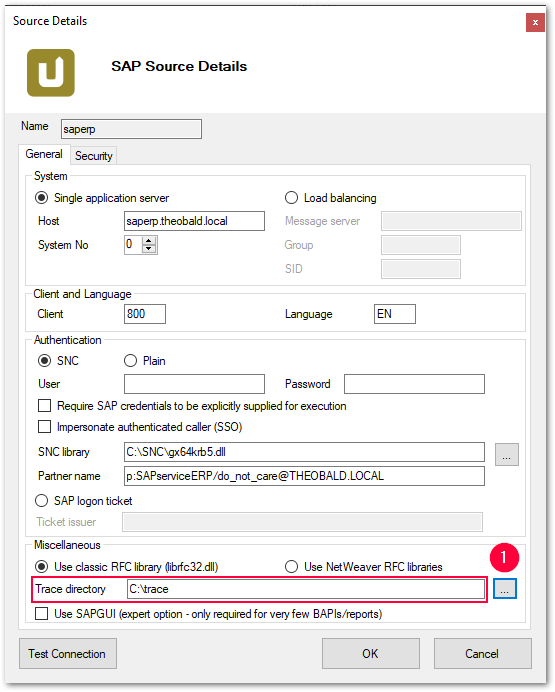 Source Details
x
U
SAP Source Details
Name saperp
General Security
System
Single application server Load balancing
Host saperp.theobald.local Message server
System No 0 Group
SID
Client and Language
Client 800 Language EN
Authentication
SNC Plain
User Password
Require SAP credentials to be explicitly supplied for execution
Impersonate authenticated caller (SSO)
SNC library C:\SNC\gx64krb5.dll ...
Partner name p:SAPserviceERP/do_not_care@THEOBALD.LOCAL
SAP logon ticket
Ticket issuer
Miscellaneous
1
Use classic RFC library (librfc32.dll) Use NetWeaver RFC libraries
Trace directory C:\trace ...
Use SAPGUI (expert option - only required for very few BAPIs/reports)
Test Connection OK Cancel